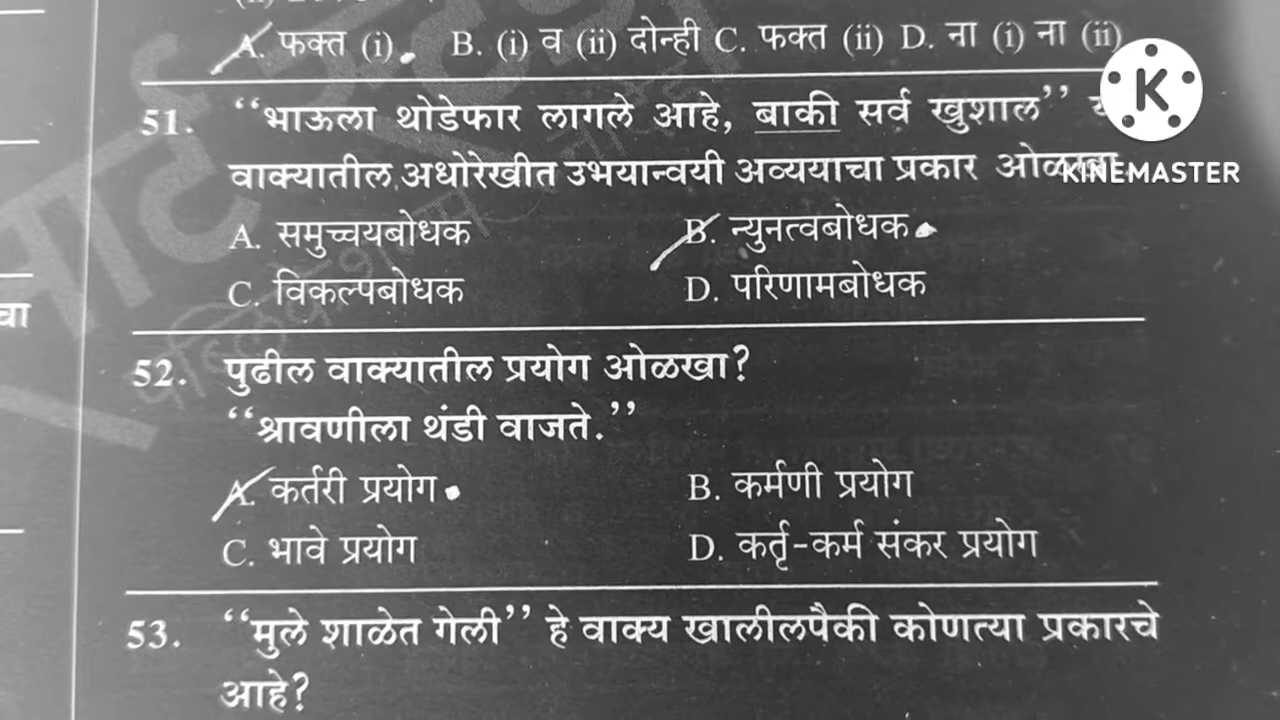 A. फक्त (i). B. (i) व (ii) दोन्ही C. फक्त (ii) D. ना (i) ना (ii)
51. “भाऊला थोडेफार लागले आहे, बाकी सर्व खुशाल”
वाक्यातील अधोरेखीत उभयान्वयी अव्ययाचा प्रकार
KINEMASTER
A. समुच्चयबोधक B. न्युनत्वबोधक
C. विकल्पबोधक D. परिणामबोधक
52. पुढील वाक्यातील प्रयोग ओळखा?
“श्रावणीला थंडी वाजते.”
A. कर्तरी प्रयोग B. कर्मणी प्रयोग
C. भावे प्रयोग D. कर्तृ-कर्म संकर प्रयोग
53. “मुले शाळेत गेली” हे वाक्य खालीलपैकी कोणत्या प्रकारचे
आहे?